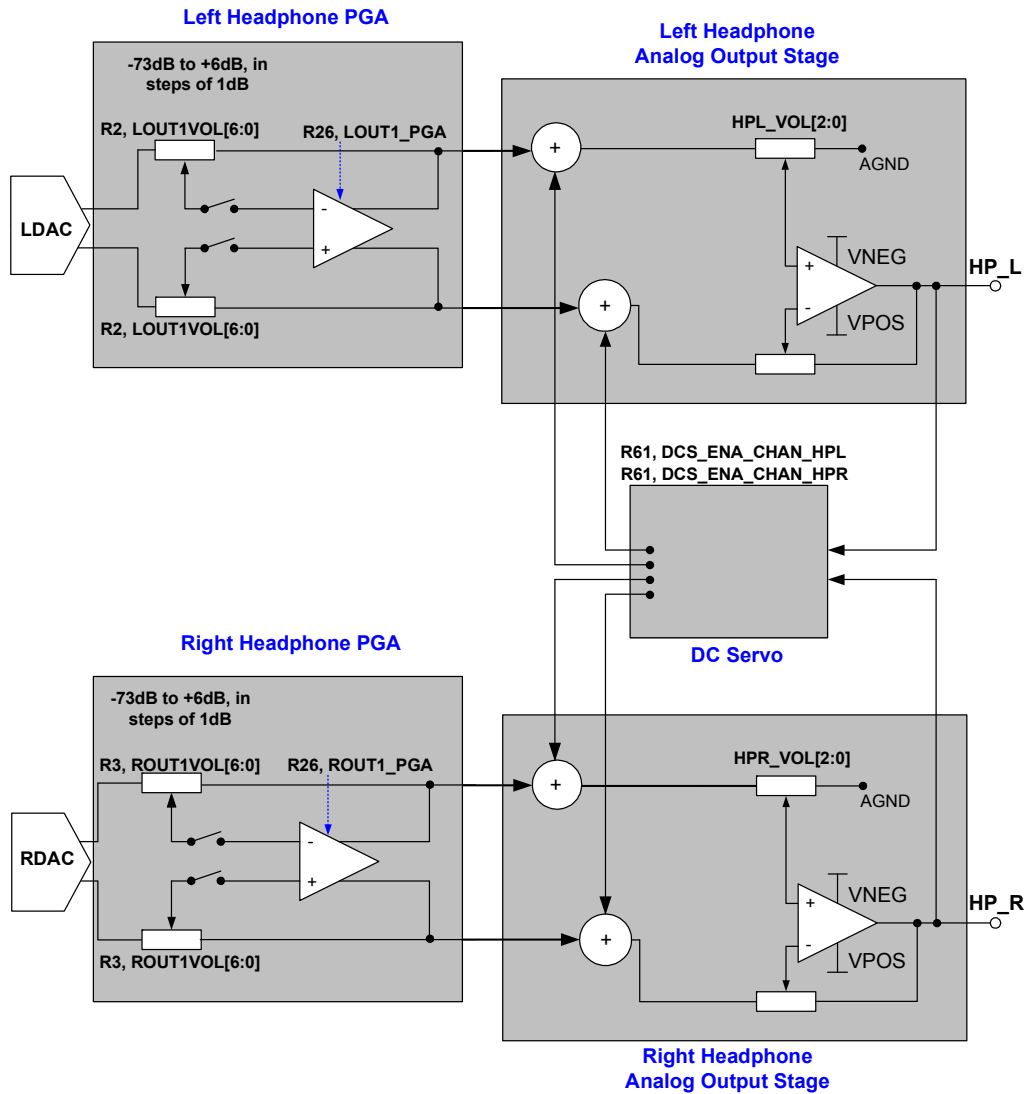 Left Headphone PGA
Left Headphone
Analog Output Stage
-73dB to +6dB, in
steps of 1dB
R2, LOUT1VOL[6:0]
R26, LOUT1_PGA
HPL_VOL[2:0]
+
AGND
LDAC
-
+
VNEG
+
HP_L
-
VPOS
+
R2, LOUT1VOL[6:0]
R61, DCS_ENA_CHAN_HPL
R61, DCS_ENA_CHAN_HPR
DC Servo
Right Headphone PGA
-73dB to +6dB, in
steps of 1dB
R3, ROUT1VOL[6:0]
R26, ROUT1_PGA
HPR_VOL[2:0]
+
AGND
RDAC
-
+
VNEG
+
HP_R
-
VPOS
+
R3, ROUT1VOL[6:0]
Right Headphone
Analog Output Stage